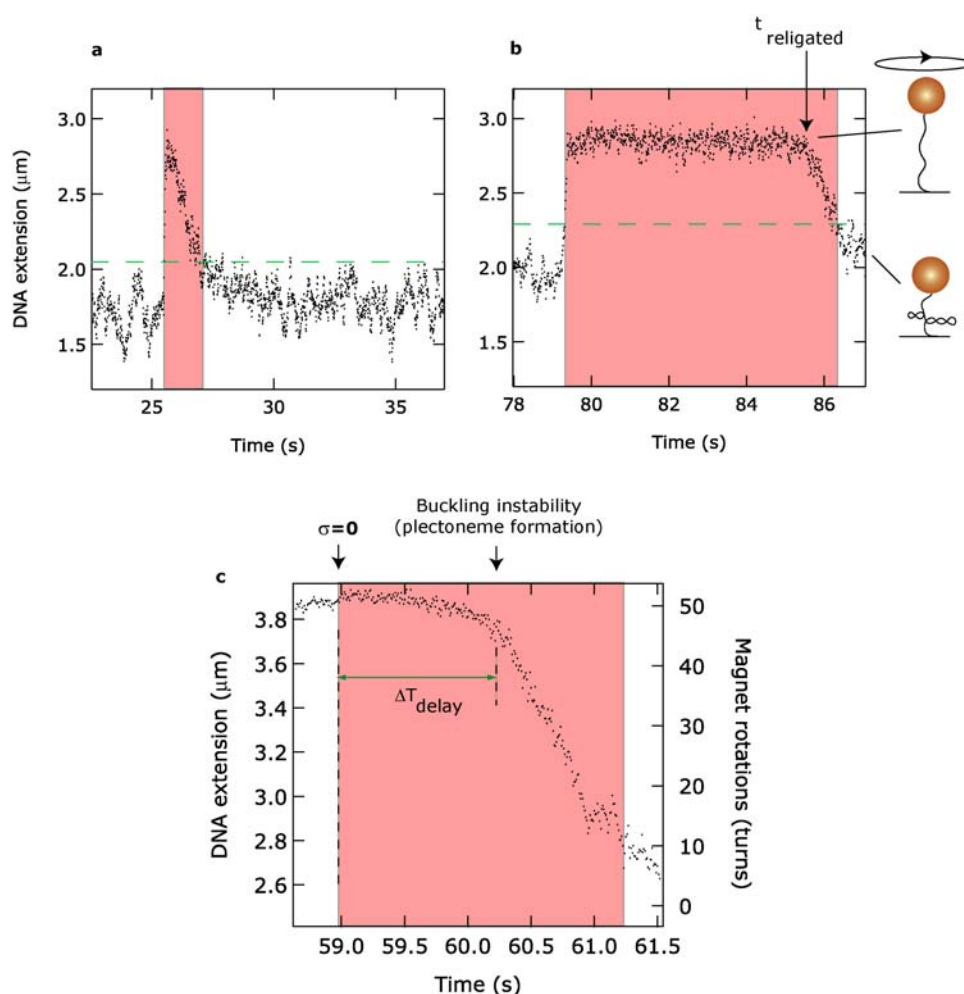 a
3.0
2.5
2.0
1.5
DNA extension (μm)
25
30
35
Time (s)
b
t religated
3.0
2.5
2.0
1.5
78
80
82
84
86
Time (s)
Buckling instability
(plectoneme formation)
σ=0
c
3.8
3.6
3.4
3.2
3.0
2.8
2.6
DNA extension (μm)
ΔT delay
50
40
30
20
10
0
Magnet rotations (turns)
59.0
59.5
60.0
60.5
61.0
61.5
Time (s)